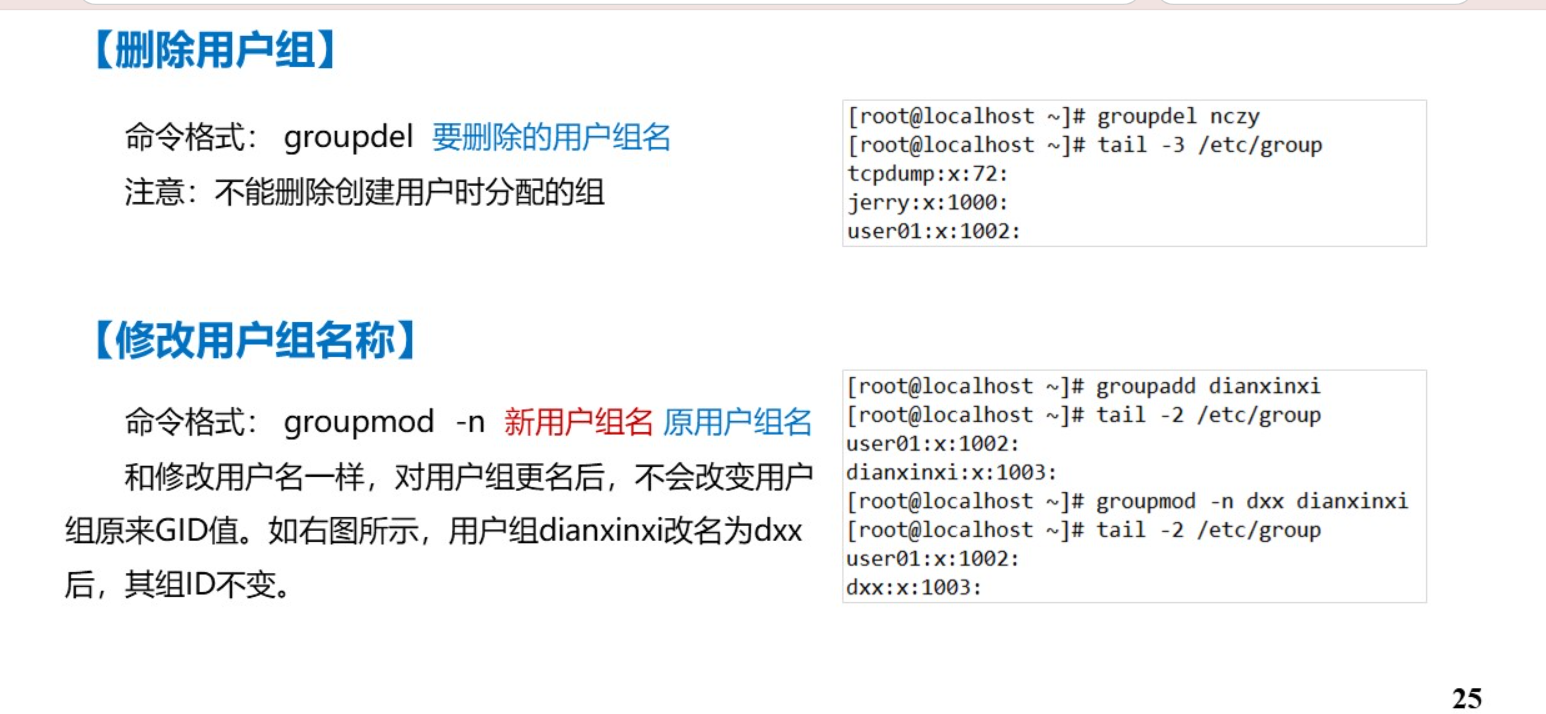 【删除用户组】
命令格式： groupdel 要删除的用户组名
注意：不能删除创建用户时分配的组
[root@localhost ~]# groupdel nczy
[root@localhost ~]# tail -3 /etc/group
tcpdump:x:72:
jerry:x:1000:
user01:x:1002:
【修改用户组名称】
命令格式： groupmod -n 新用户组名 原用户组名
和修改用户名一样，对用户组更名后，不会改变用户
组原来GID值。如右图所示，用户组dianxinxi改名为dxx
后，其组ID不变。
[root@localhost ~]# groupadd dianxinxi
[root@localhost ~]# tail -2 /etc/group
user01:x:1002:
dianxinxi:x:1003:
[root@localhost ~]# groupmod -n dxx dianxinxi
[root@localhost ~]# tail -2 /etc/group
user01:x:1002:
dxx:x:1003:
25